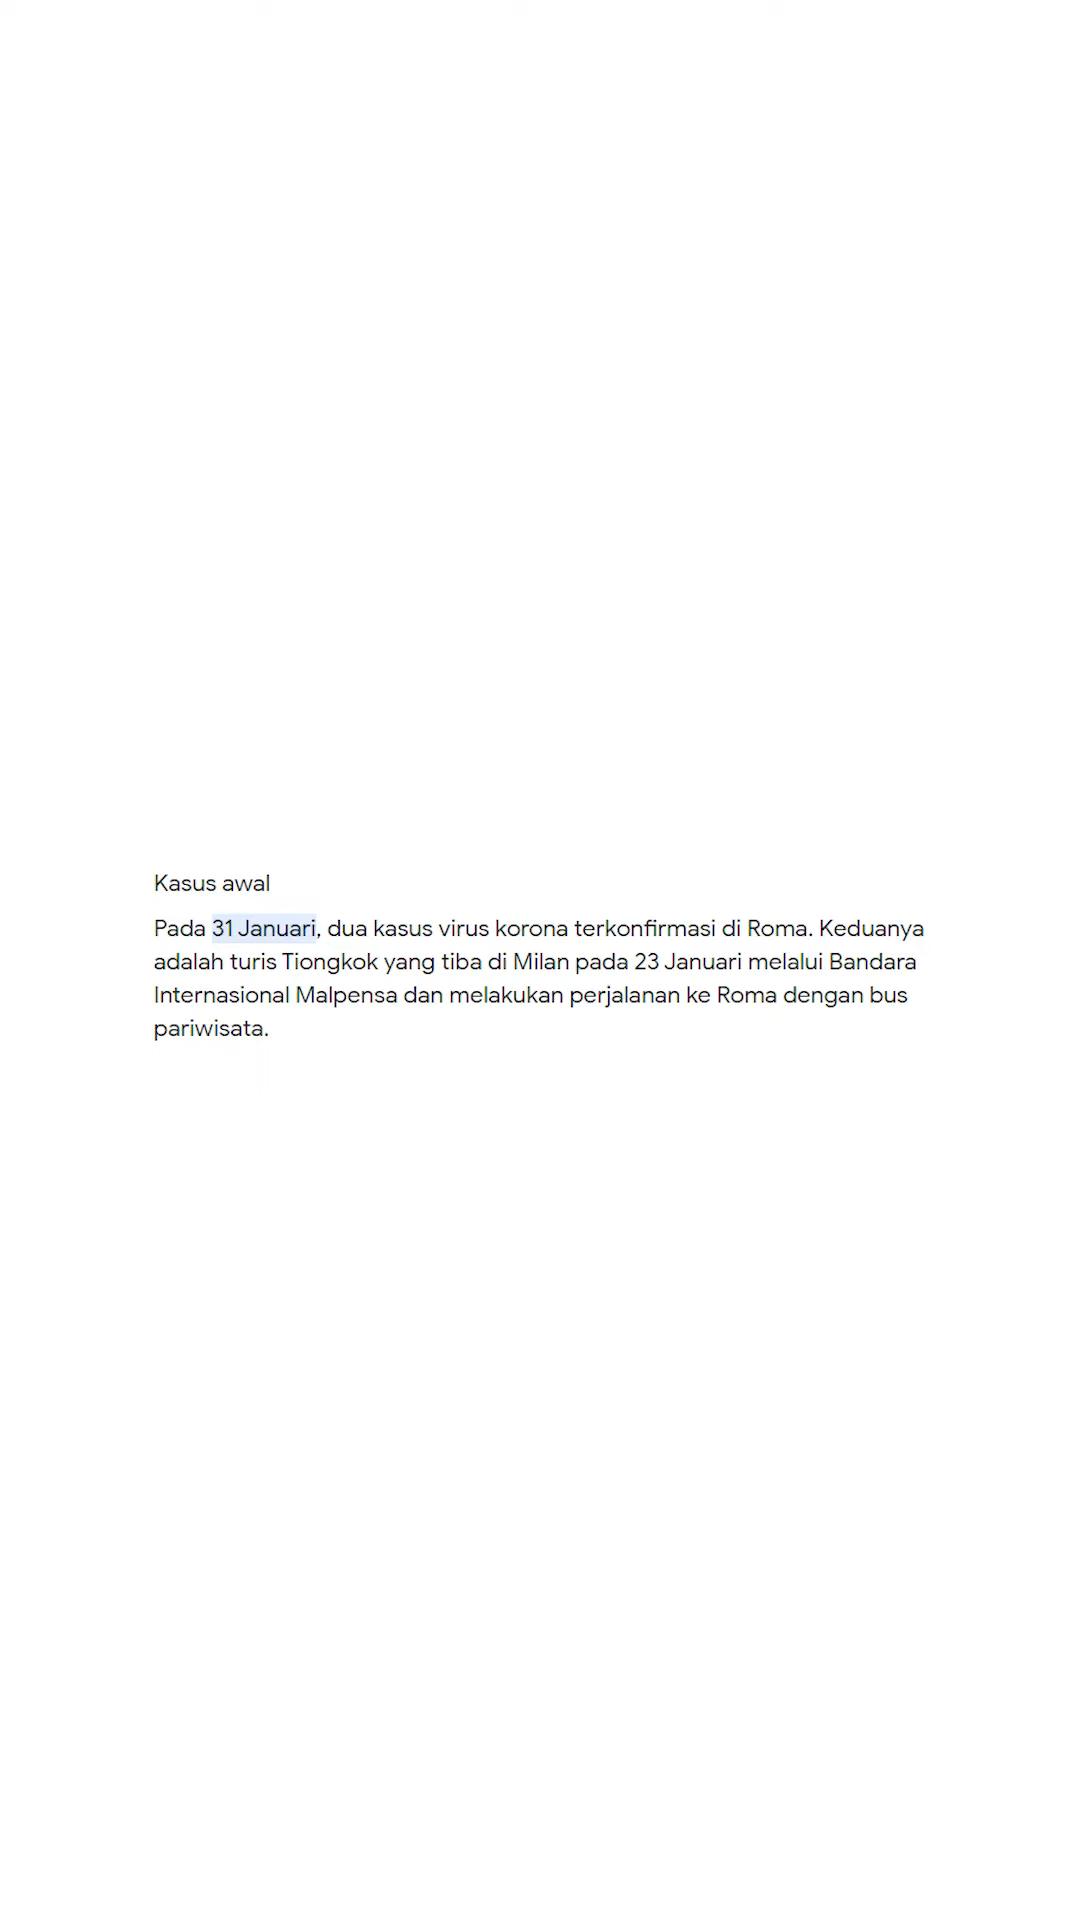 Kasus awal
Pada 31 Januari, dua kasus virus korona terkonfirmasi di Roma. Keduanya
adalah turis Tiongkok yang tiba di Milan pada 23 Januari melalui Bandara
Internasional Malpensa dan melakukan perjalanan ke Roma dengan bus
pariwisata.